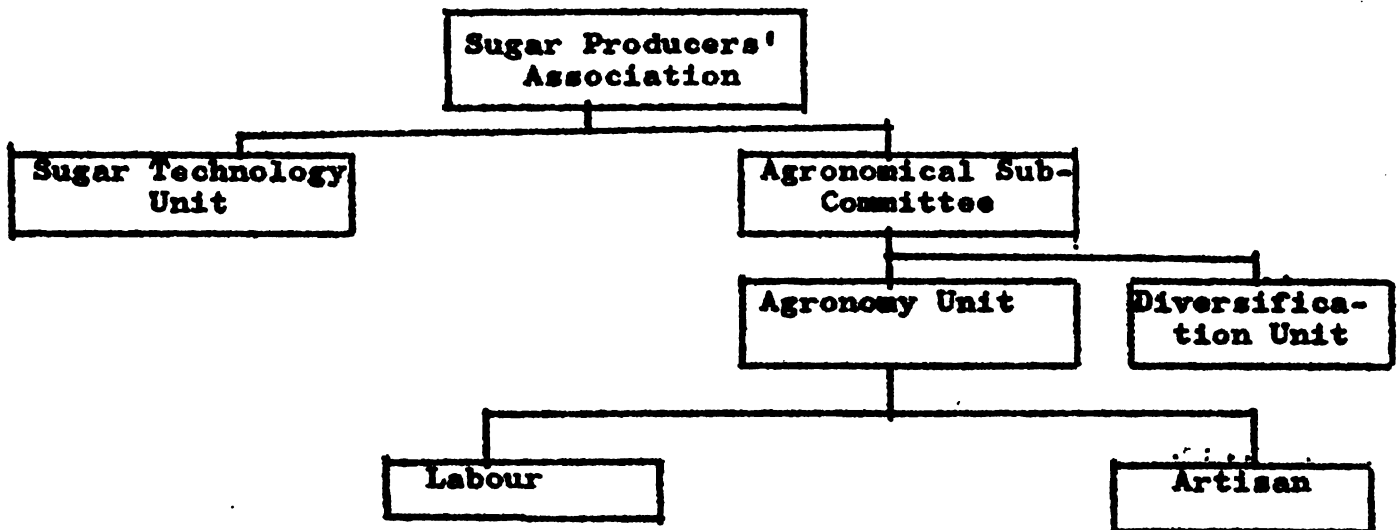 Sugar Producers'
Association
Sugar Technology
Unit
Agronomical Sub-
Committee
Agronomy Unit
Diversifica-
tion Unit
Labour
Artisan